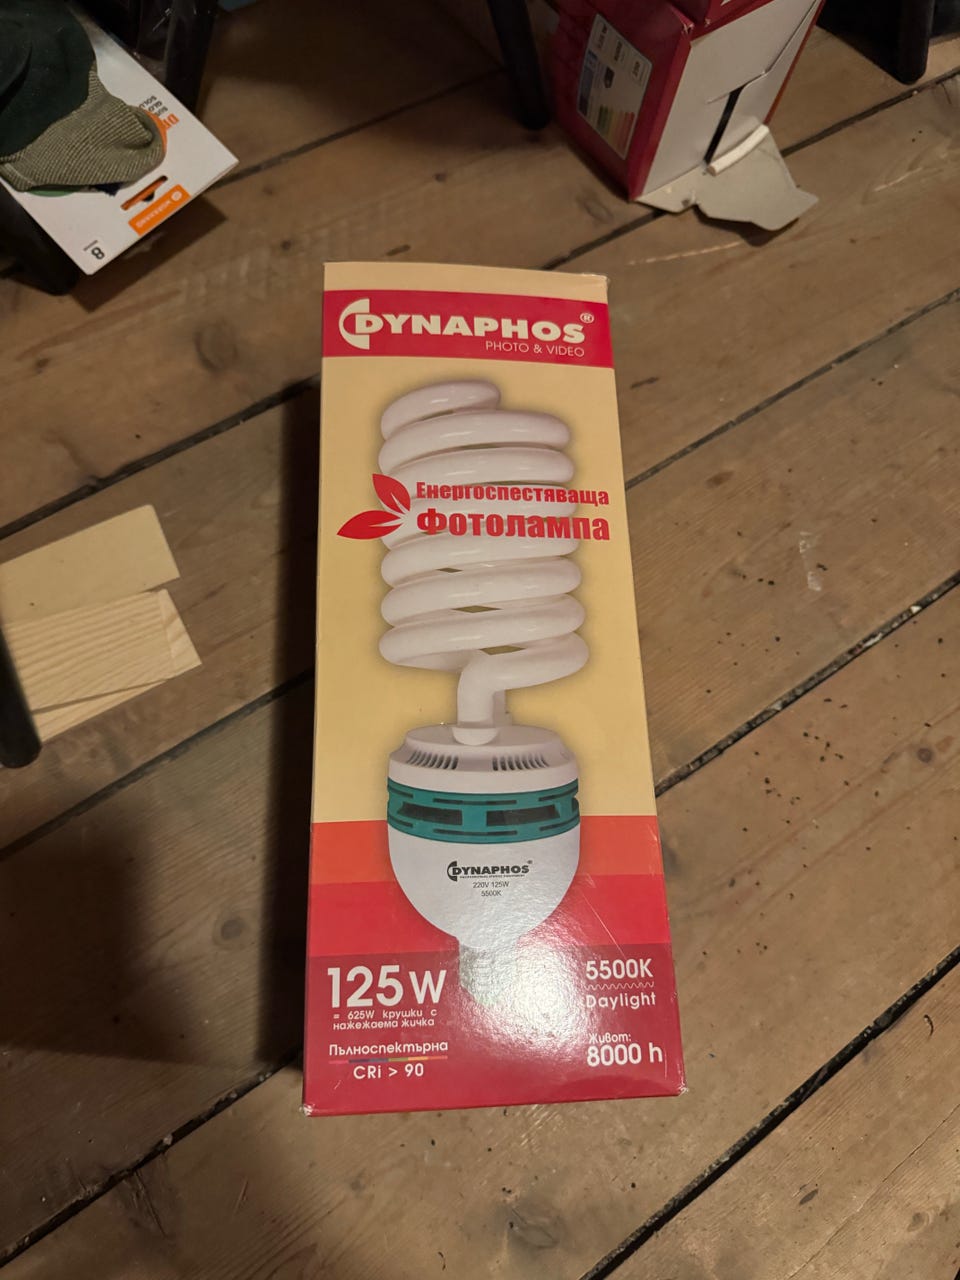 DYNAPHOS®
PHOTO & VIDEO
Енергоспестяваща
Фотолампа
DYNAPHOS®
220V 125W
5500K
125W
= 625W крушки с
нажежаема жичка
Пълноспектърна
CRi > 90
5500K
Daylight
Живот:
8000 h
8